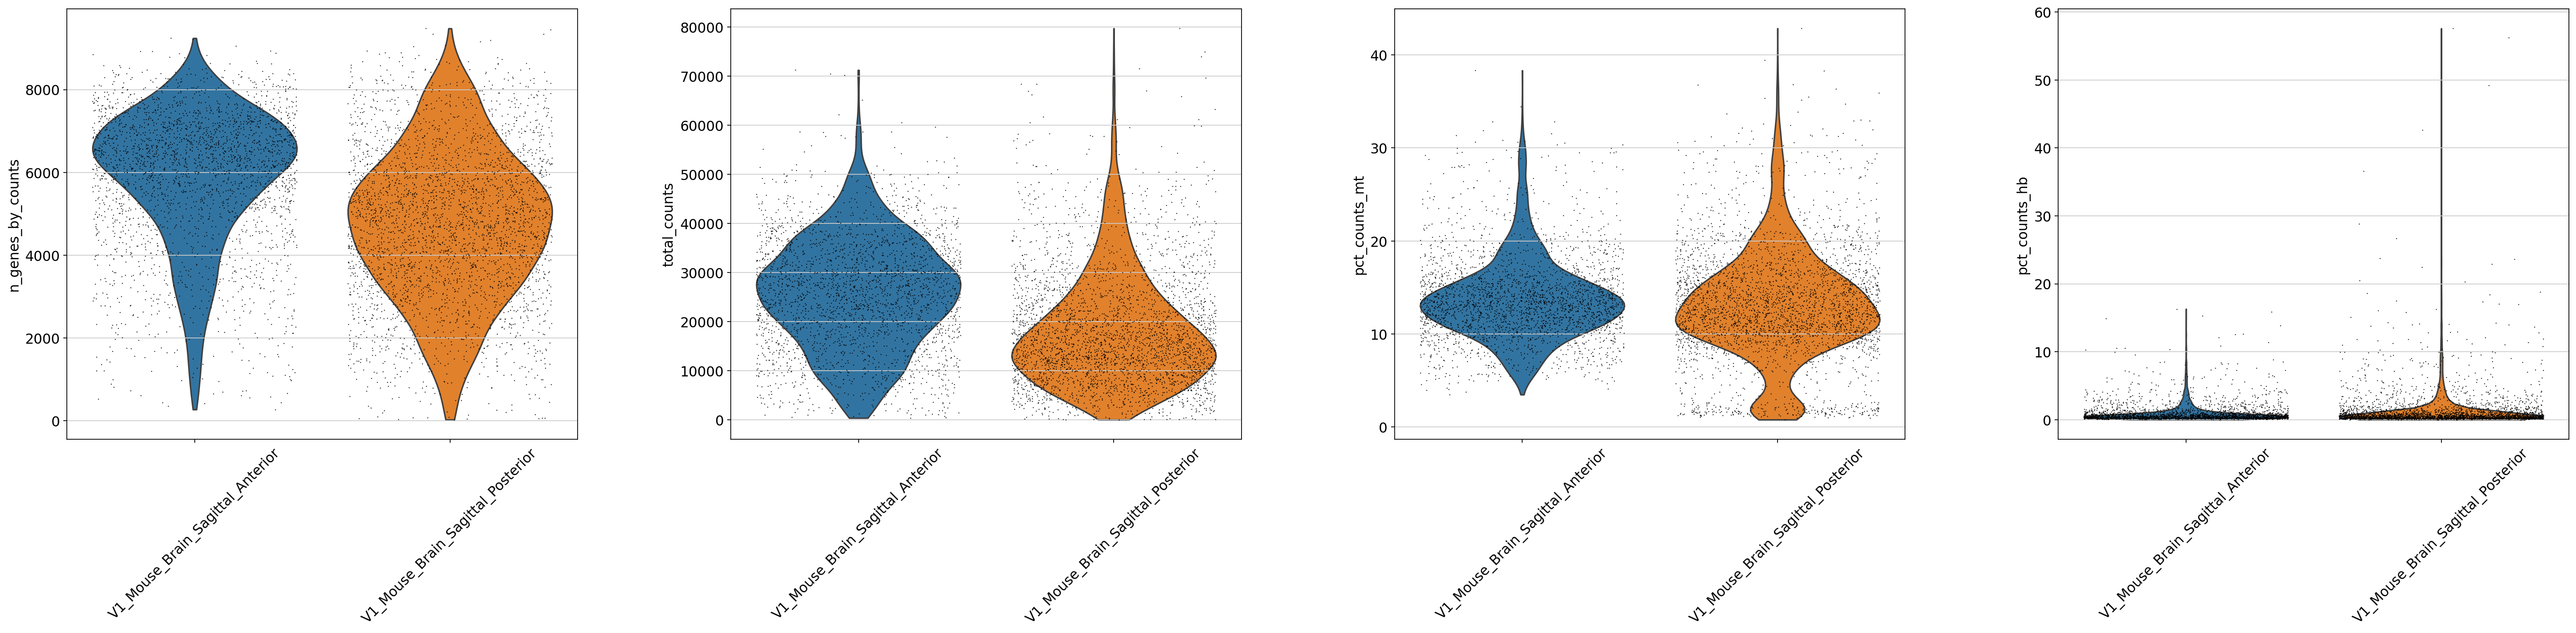 n_genes_by_counts
8000
6000
4000
2000
0
V1_Mouse_Brain_Sagittal_Anterior
V1_Mouse_Brain_Sagittal_Posterior
total_counts
80000
70000
60000
50000
40000
30000
20000
10000
0
V1_Mouse_Brain_Sagittal_Anterior
V1_Mouse_Brain_Sagittal_Posterior
pct_counts_mt
40
30
20
10
0
V1_Mouse_Brain_Sagittal_Anterior
V1_Mouse_Brain_Sagittal_Posterior
pct_counts_hb
60
50
40
30
20
10
0
V1_Mouse_Brain_Sagittal_Anterior
V1_Mouse_Brain_Sagittal_Posterior